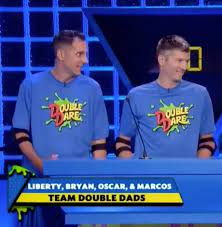 DOUBLE
DARE
DOUBLE
DARE
LIBERTY, BRYAN, OSCAR, & MARCOS
TEAM DOUBLE DADS